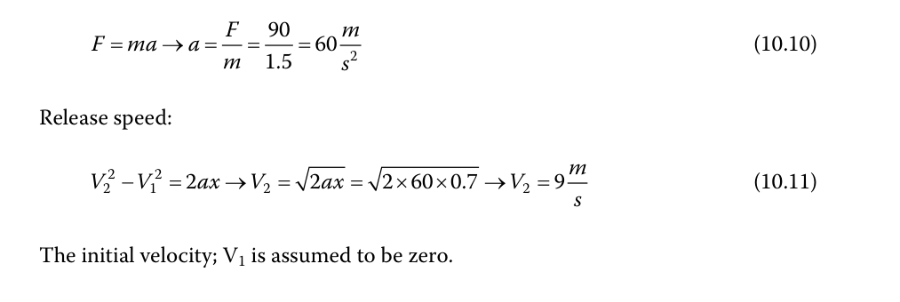 F = ma → a = F/m = 90/1.5 = 60 m/s² (10.10)
Release speed:
V₂² – V₁² = 2ax → V₂ = √2ax = √2×60×0.7 → V₂ = 9 m/s (10.11)
The initial velocity; V₁ is assumed to be zero.